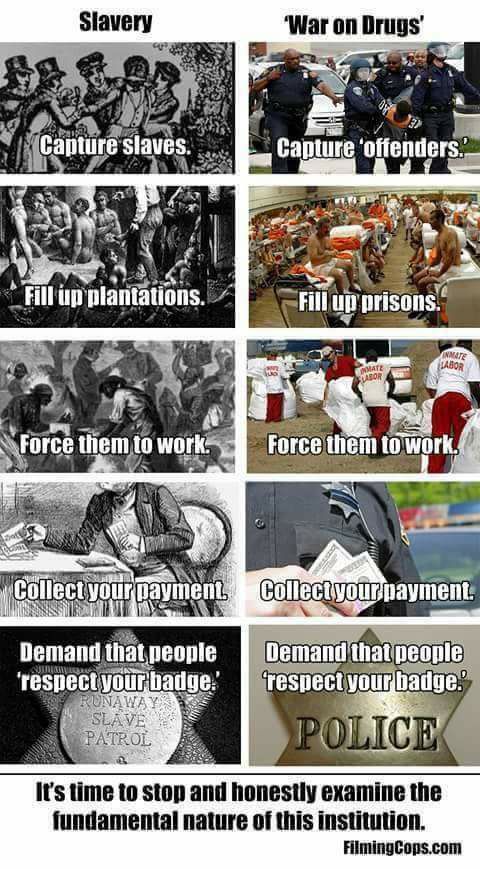 Slavery
'War on Drugs'
Capture slaves.
Capture 'offenders.'
Fill up plantations.
Fill up prisons.
INMATE
LABOR
INMATE
LABOR
Force them to work.
Force them to work.
Collect your payment.
Collect your payment.
Demand that people
'respect your badge.'
RUNAWAY
SLAVE
PATROL
Demand that people
'respect your badge.'
POLICE
It's time to stop and honestly examine the
fundamental nature of this institution.
FilmingCops.com